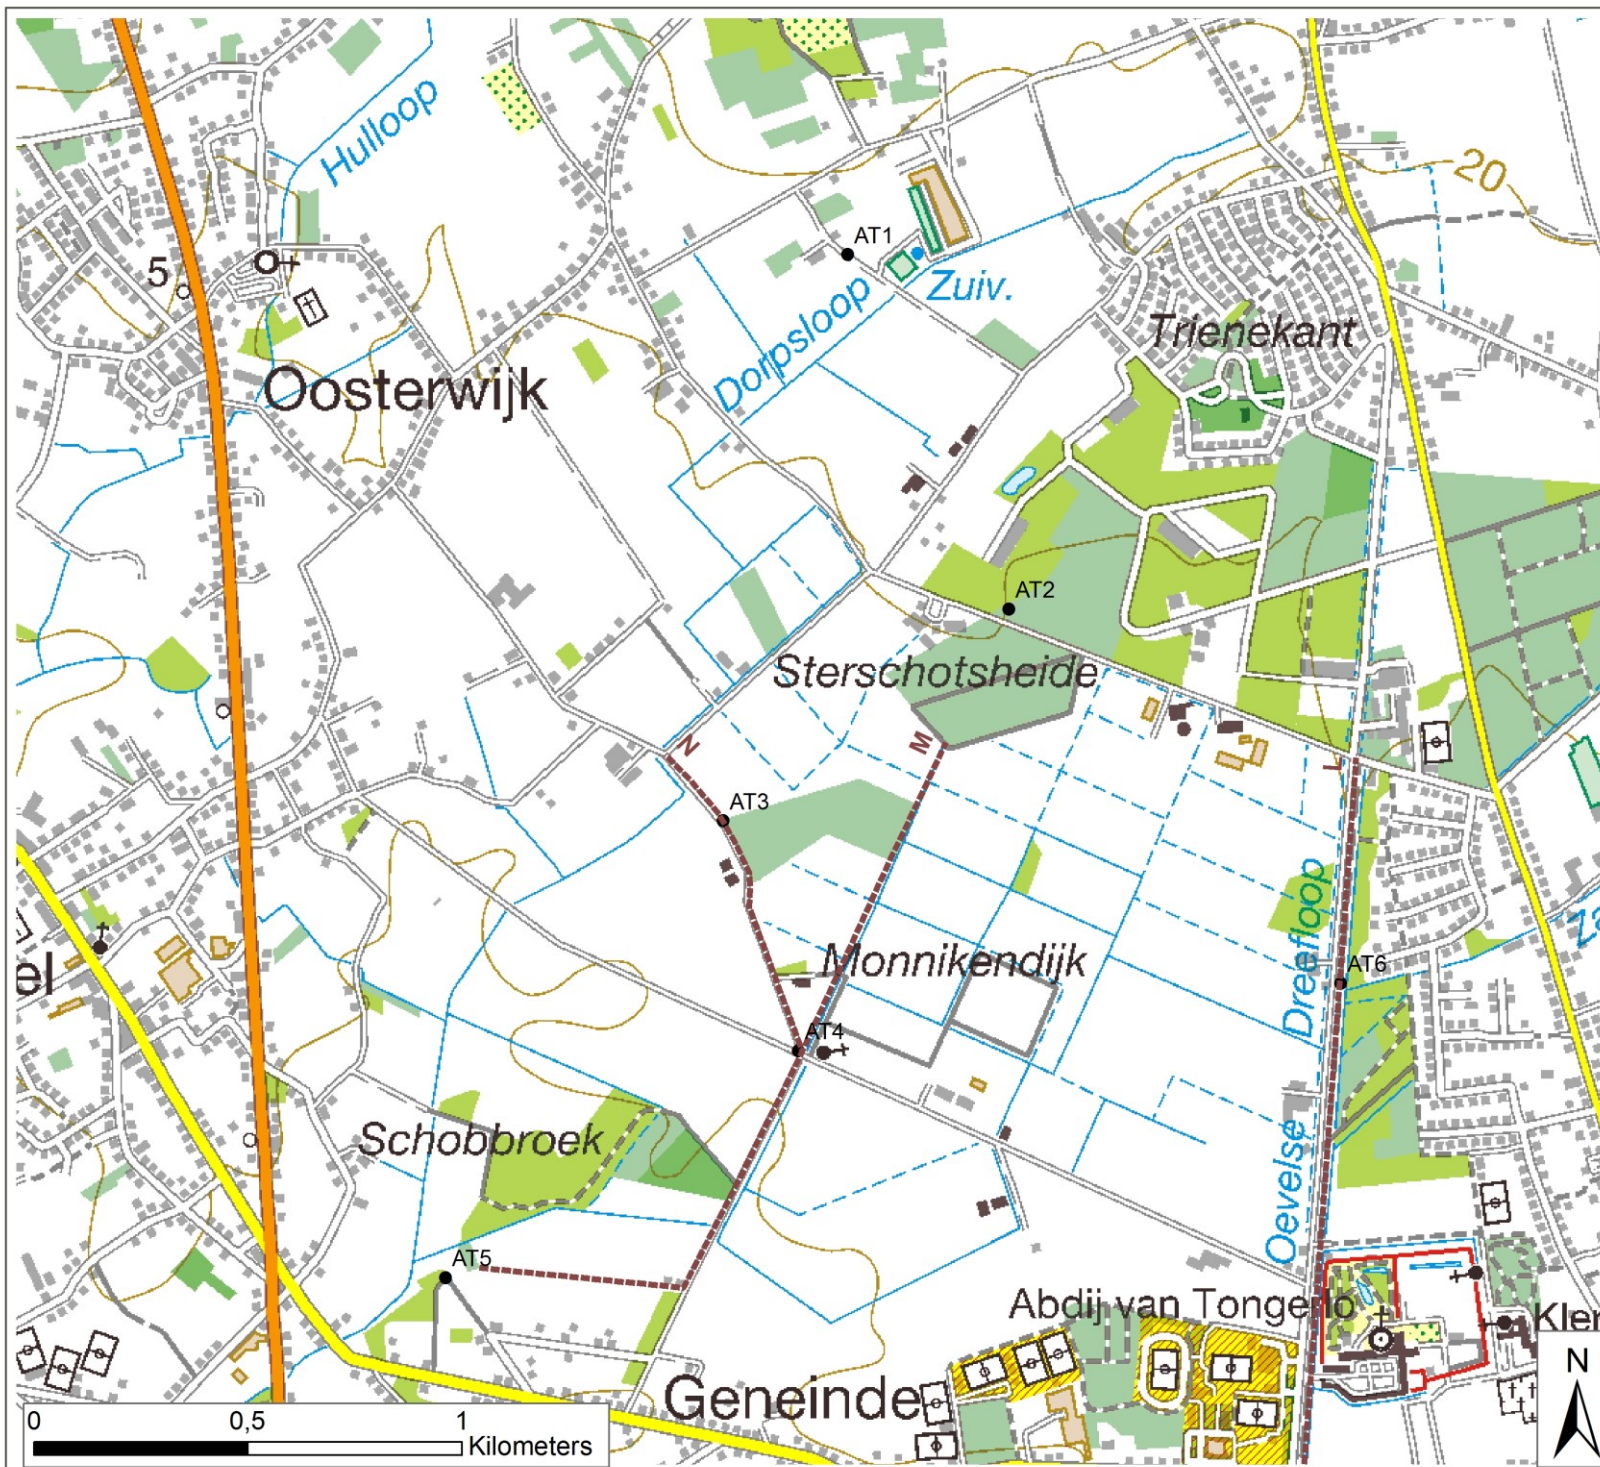 Hulloop
20
AT1
5
Zuiv.
Dorpsloop
Trienekant
Oosterwijk
AT2
Sterschotsheide
N
M
L
AT3
Dreefloop
Monnikendijk
el
AT6
AT4
Schobbroek
Oevelse
AT5
Abdij van Tongerlo
Kler
Geneinde
N
0 0,5 1
Kilometers